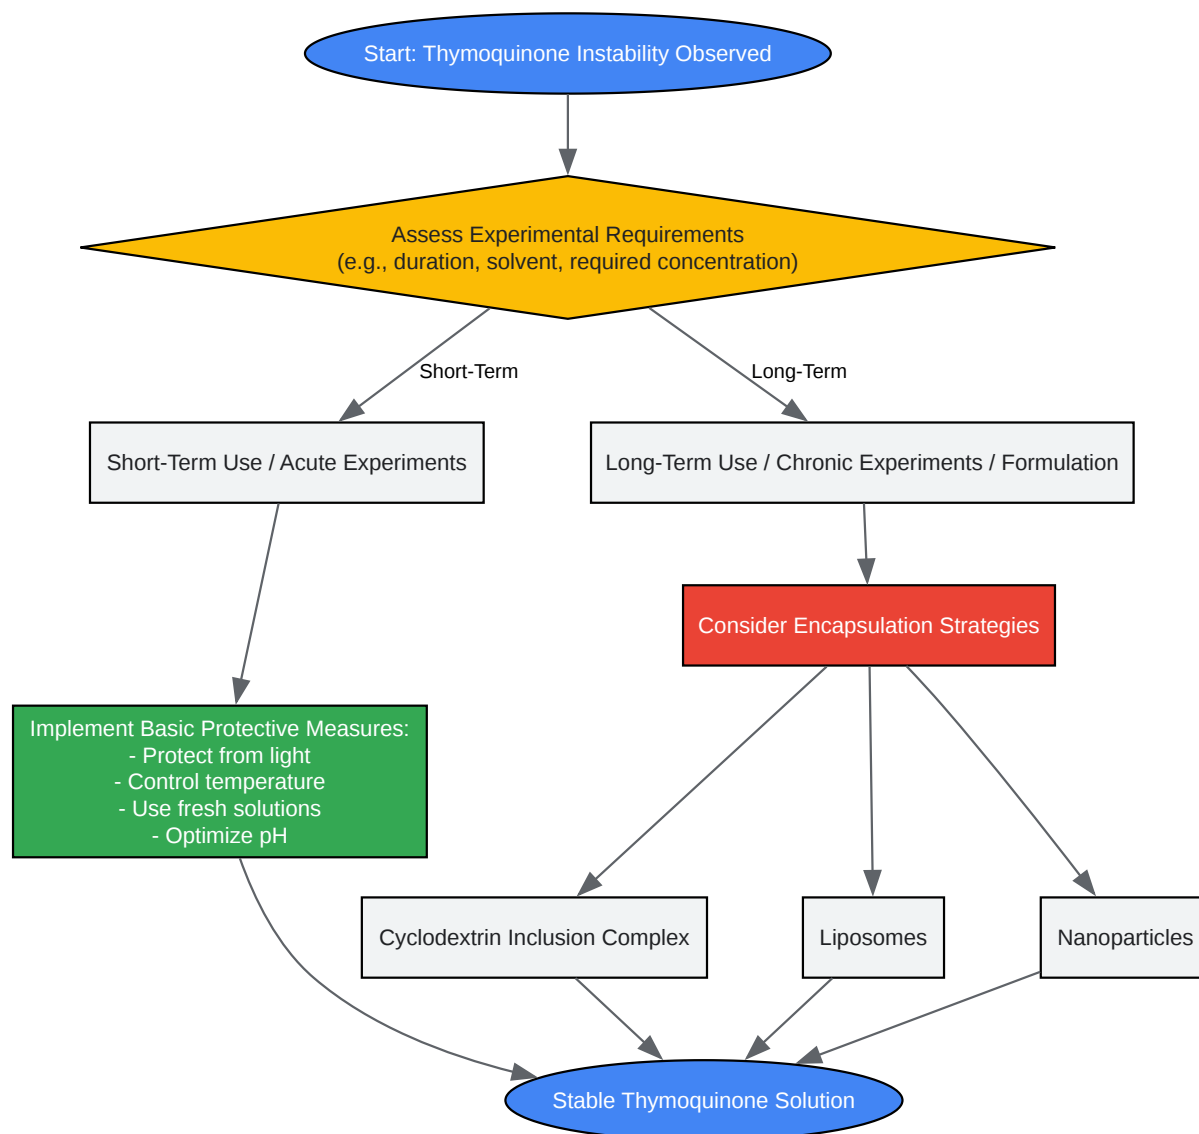 Start: Thymoquinone Instability Observed
Assess Experimental Requirements
(e.g., duration, solvent, required concentration)
Short-Term
Long-Term
Short-Term Use / Acute Experiments
Long-Term Use / Chronic Experiments / Formulation
Consider Encapsulation Strategies
Implement Basic Protective Measures:
- Protect from light
- Control temperature
- Use fresh solutions
- Optimize pH
Cyclodextrin Inclusion Complex
Liposomes
Nanoparticles
Stable Thymoquinone Solution